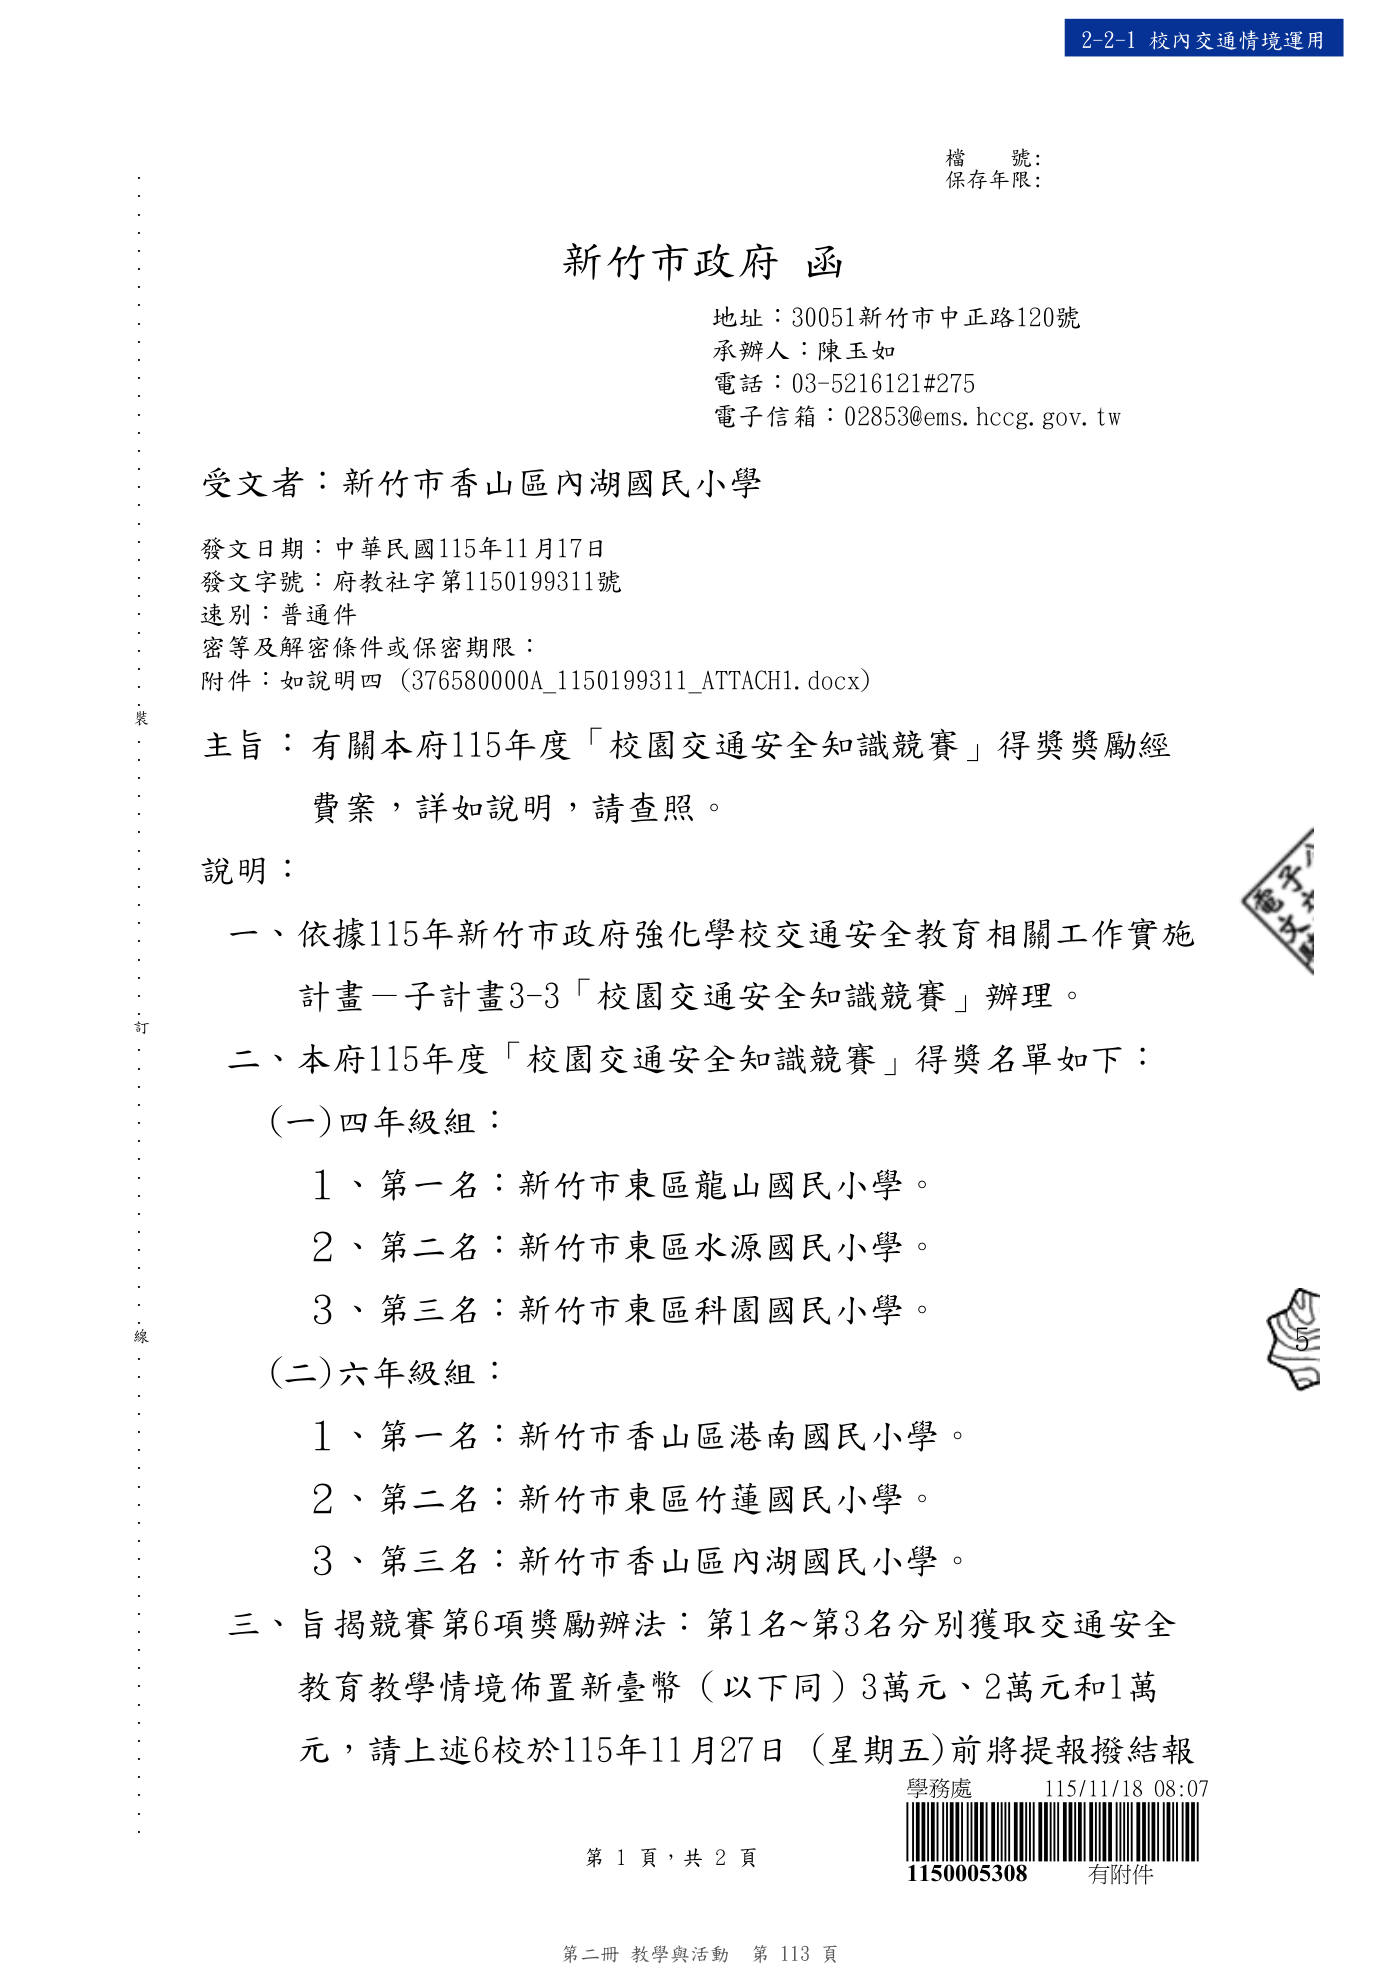 2-2-1 校內交通情境運用
檔　　號:
保存年限:
新竹市政府 函
地址：30051新竹市中正路120號
承辦人：陳玉如
電話：03-5216121#275
電子信箱：02853@ems.hccg.gov.tw
受文者：新竹市香山區內湖國民小學
發文日期：中華民國115年11月17日
發文字號：府教社字第1150199311號
速別：普通件
密等及解密條件或保密期限：
附件：如說明四 (376580000A_1150199311_ATTACH1.docx)
裝
主旨：有關本府115年度「校園交通安全知識競賽」得獎獎勵經
費案，詳如說明，請查照。
說明：
一、依據115年新竹市政府強化學校交通安全教育相關工作實施
計畫－子計畫3-3「校園交通安全知識競賽」辦理。
訂
二、本府115年度「校園交通安全知識競賽」得獎名單如下：
(一)四年級組：
１、第一名：新竹市東區龍山國民小學。
２、第二名：新竹市東區水源國民小學。
３、第三名：新竹市東區科園國民小學。
線
5
(二)六年級組：
１、第一名：新竹市香山區港南國民小學。
２、第二名：新竹市東區竹蓮國民小學。
３、第三名：新竹市香山區內湖國民小學。
三、旨揭競賽第6項獎勵辦法：第1名~第3名分別獲取交通安全
教育教學情境佈置新臺幣（以下同）3萬元、2萬元和1萬
元，請上述6校於115年11月27日 (星期五)前將提報撥結報
學務處 115/11/18 08:07
1150005308 有附件
第 1 頁，共 2 頁
第二冊 教學與活動 第 113 頁